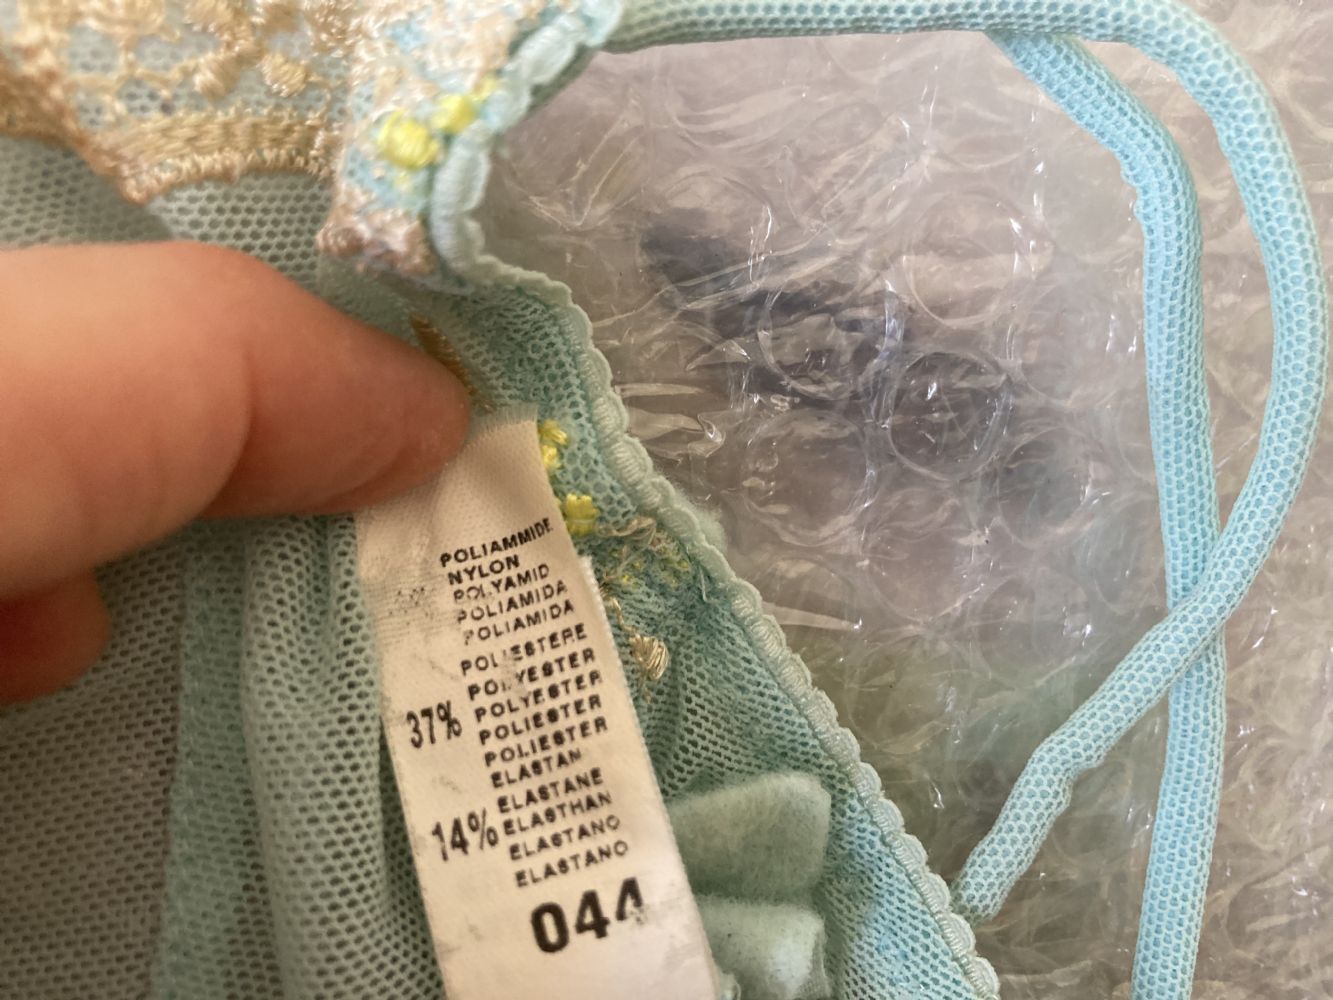 POLIAMMIDE
NYLON
POLYAMID
POLIAMIDA
POLIAMIDA
POLIESTERE
POLYESTER
37% POLYESTER
POLIESTER
POLIESTER
ELASTAN
ELASTANE
14% ELASTHAN
ELASTANO
ELASTANO
044